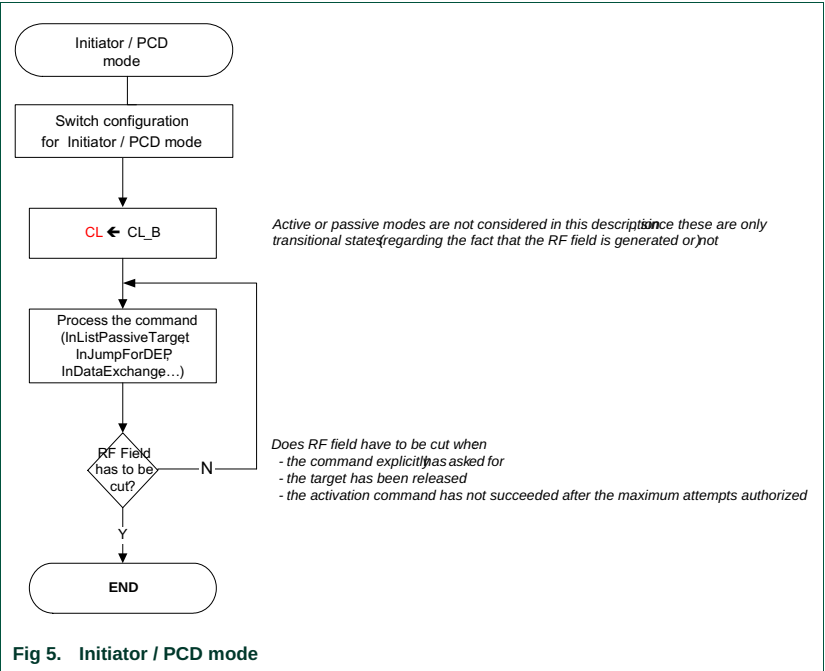 Initiator / PCD
mode
Switch configuration
for Initiator / PCD mode
CL ← CL_B
Active or passive modes are not considered in this description, since these are only
transitional states (regarding the fact that the RF field is generated or not)
Process the command
(InListPassiveTarget,
InJumpForDEP,
InDataExchange,…)
RF Field
has to be
cut?
N
Does RF field have to be cut when
- the command explicitly has asked for
- the target has been released
- the activation command has not succeeded after the maximum attempts authorized
Y
END
Fig 5. Initiator / PCD mode